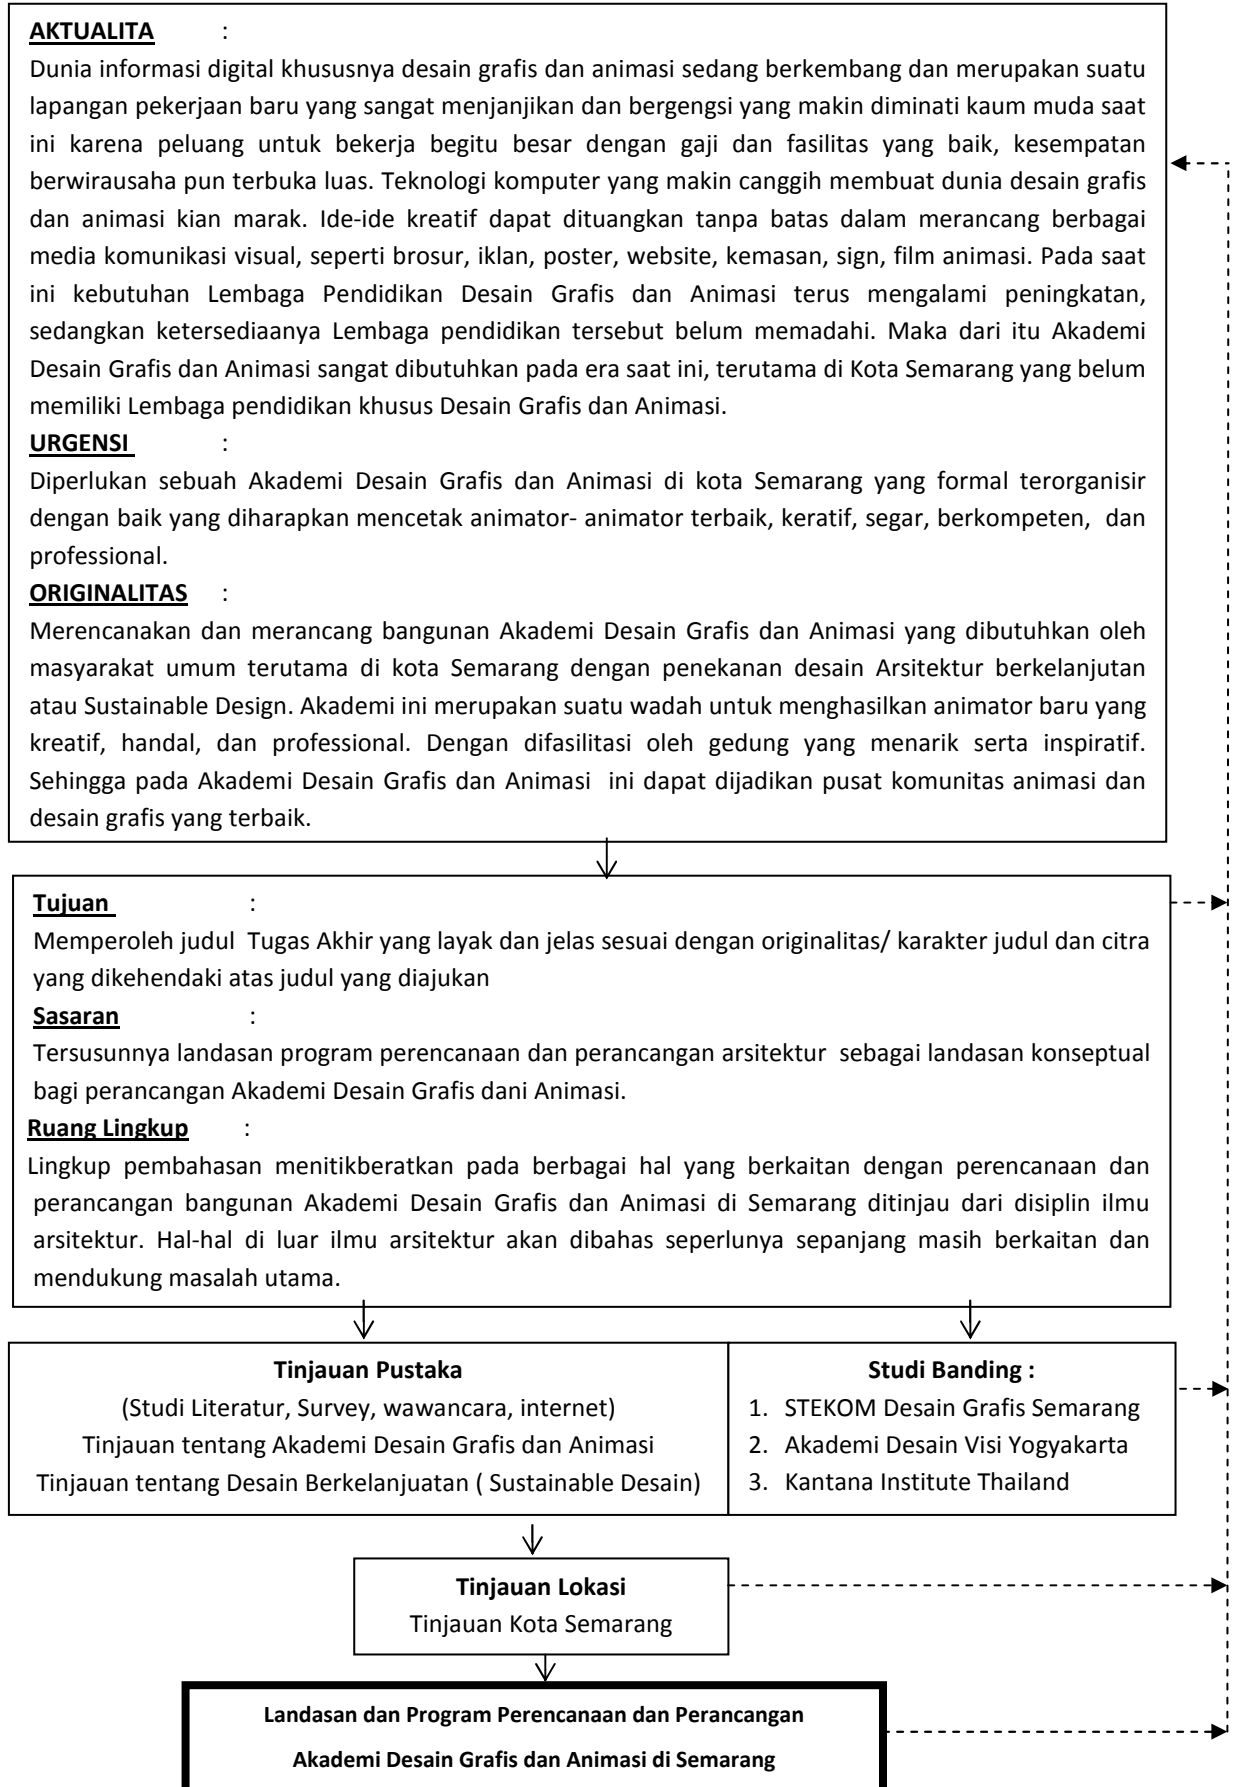 AKTUALITA :
Dunia informasi digital khususnya desain grafis dan animasi sedang berkembang dan merupakan suatu
lapangan pekerjaan baru yang sangat menjanjikan dan bergengsi yang makin diminati kaum muda saat
ini karena peluang untuk bekerja begitu besar dengan gaji dan fasilitas yang baik, kesempatan
berwirausaha pun terbuka luas. Teknologi komputer yang makin canggih membuat dunia desain grafis
dan animasi kian marak. Ide-ide kreatif dapat dituangkan tanpa batas dalam merancang berbagai
media komunikasi visual, seperti brosur, iklan, poster, website, kemasan, sign, film animasi. Pada saat
ini kebutuhan Lembaga Pendidikan Desain Grafis dan Animasi terus mengalami peningkatan,
sedangkan ketersediaanya Lembaga pendidikan tersebut belum memadahi. Maka dari itu Akademi
Desain Grafis dan Animasi sangat dibutuhkan pada era saat ini, terutama di Kota Semarang yang belum
memiliki Lembaga pendidikan khusus Desain Grafis dan Animasi.
URGENSI :
Diperlukan sebuah Akademi Desain Grafis dan Animasi di kota Semarang yang formal terorganisir
dengan baik yang diharapkan mencetak animator- animator terbaik, keratif, segar, berkompeten, dan
professional.
ORIGINALITAS :
Merencanakan dan merancang bangunan Akademi Desain Grafis dan Animasi yang dibutuhkan oleh
masyarakat umum terutama di kota Semarang dengan penekanan desain Arsitektur berkelanjutan
atau Sustainable Design. Akademi ini merupakan suatu wadah untuk menghasilkan animator baru yang
kreatif, handal, dan professional. Dengan difasilitasi oleh gedung yang menarik serta inspiratif.
Sehingga pada Akademi Desain Grafis dan Animasi ini dapat dijadikan pusat komunitas animasi dan
desain grafis yang terbaik.
Tujuan :
Memperoleh judul Tugas Akhir yang layak dan jelas sesuai dengan originalitas/ karakter judul dan citra
yang dikehendaki atas judul yang diajukan
Sasaran :
Tersusunnya landasan program perencanaan dan perancangan arsitektur sebagai landasan konseptual
bagi perancangan Akademi Desain Grafis dani Animasi.
Ruang Lingkup :
Lingkup pembahasan menitikberatkan pada berbagai hal yang berkaitan dengan perencanaan dan
perancangan bangunan Akademi Desain Grafis dan Animasi di Semarang ditinjau dari disiplin ilmu
arsitektur. Hal-hal di luar ilmu arsitektur akan dibahas seperlunya sepanjang masih berkaitan dan
mendukung masalah utama.
Tinjauan Pustaka
(Studi Literatur, Survey, wawancara, internet)
Tinjauan tentang Akademi Desain Grafis dan Animasi
Tinjauan tentang Desain Berkelanjuatan ( Sustainable Desain)
Studi Banding :
1. STEKOM Desain Grafis Semarang
2. Akademi Desain Visi Yogyakarta
3. Kantana Institute Thailand
Tinjauan Lokasi
Tinjauan Kota Semarang
Landasan dan Program Perencanaan dan Perancangan
Akademi Desain Grafis dan Animasi di Semarang